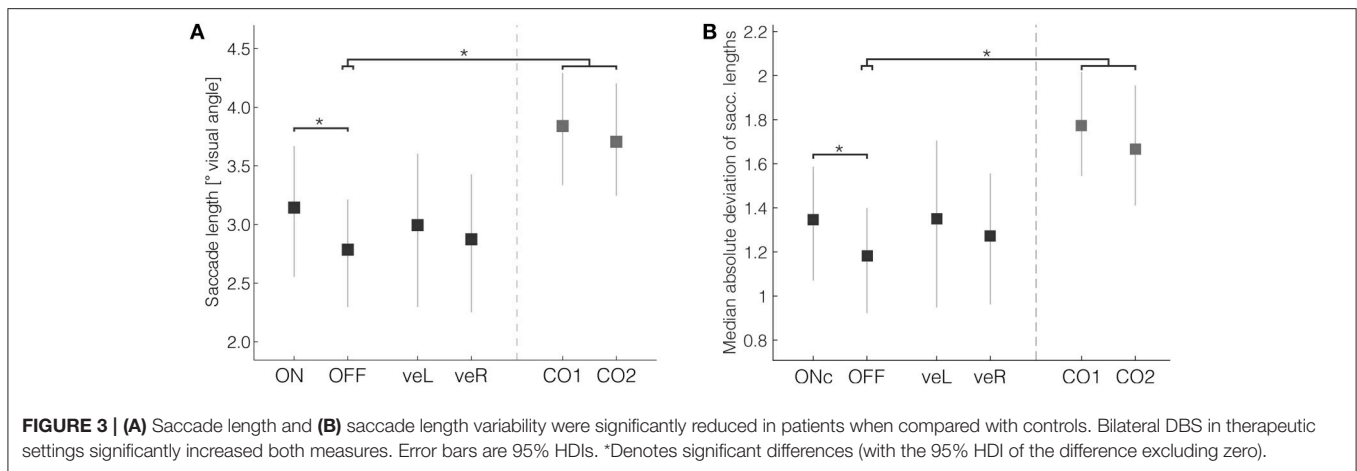 A
Saccade length [° visual angle]
4.5
4.0
3.5
3.0
2.5
2.0
*
*
ON OFF veL veR CO1 CO2
B
Median absolute deviation of sacc. lengths
2.2
2
1.8
1.6
1.4
1.2
1
0.8
*
*
ONc OFF veL veR CO1 CO2
FIGURE 3 | (A) Saccade length and (B) saccade length variability were significantly reduced in patients when compared with controls. Bilateral DBS in therapeutic
settings significantly increased both measures. Error bars are 95% HDIs. *Denotes significant differences (with the 95% HDI of the difference excluding zero).